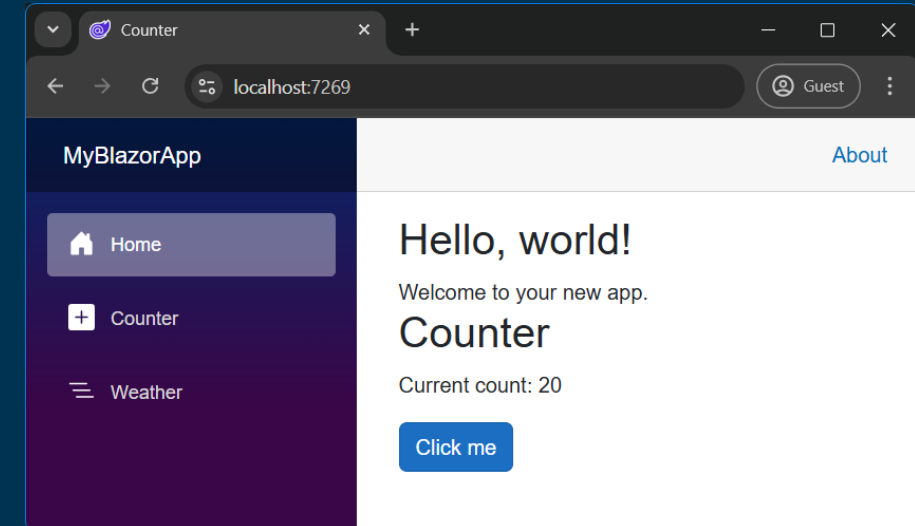 Counter
localhost:7269
Guest
MyBlazorApp
About
Home
Counter
Weather
Hello, world!
Welcome to your new app.
Counter
Current count: 20
Click me